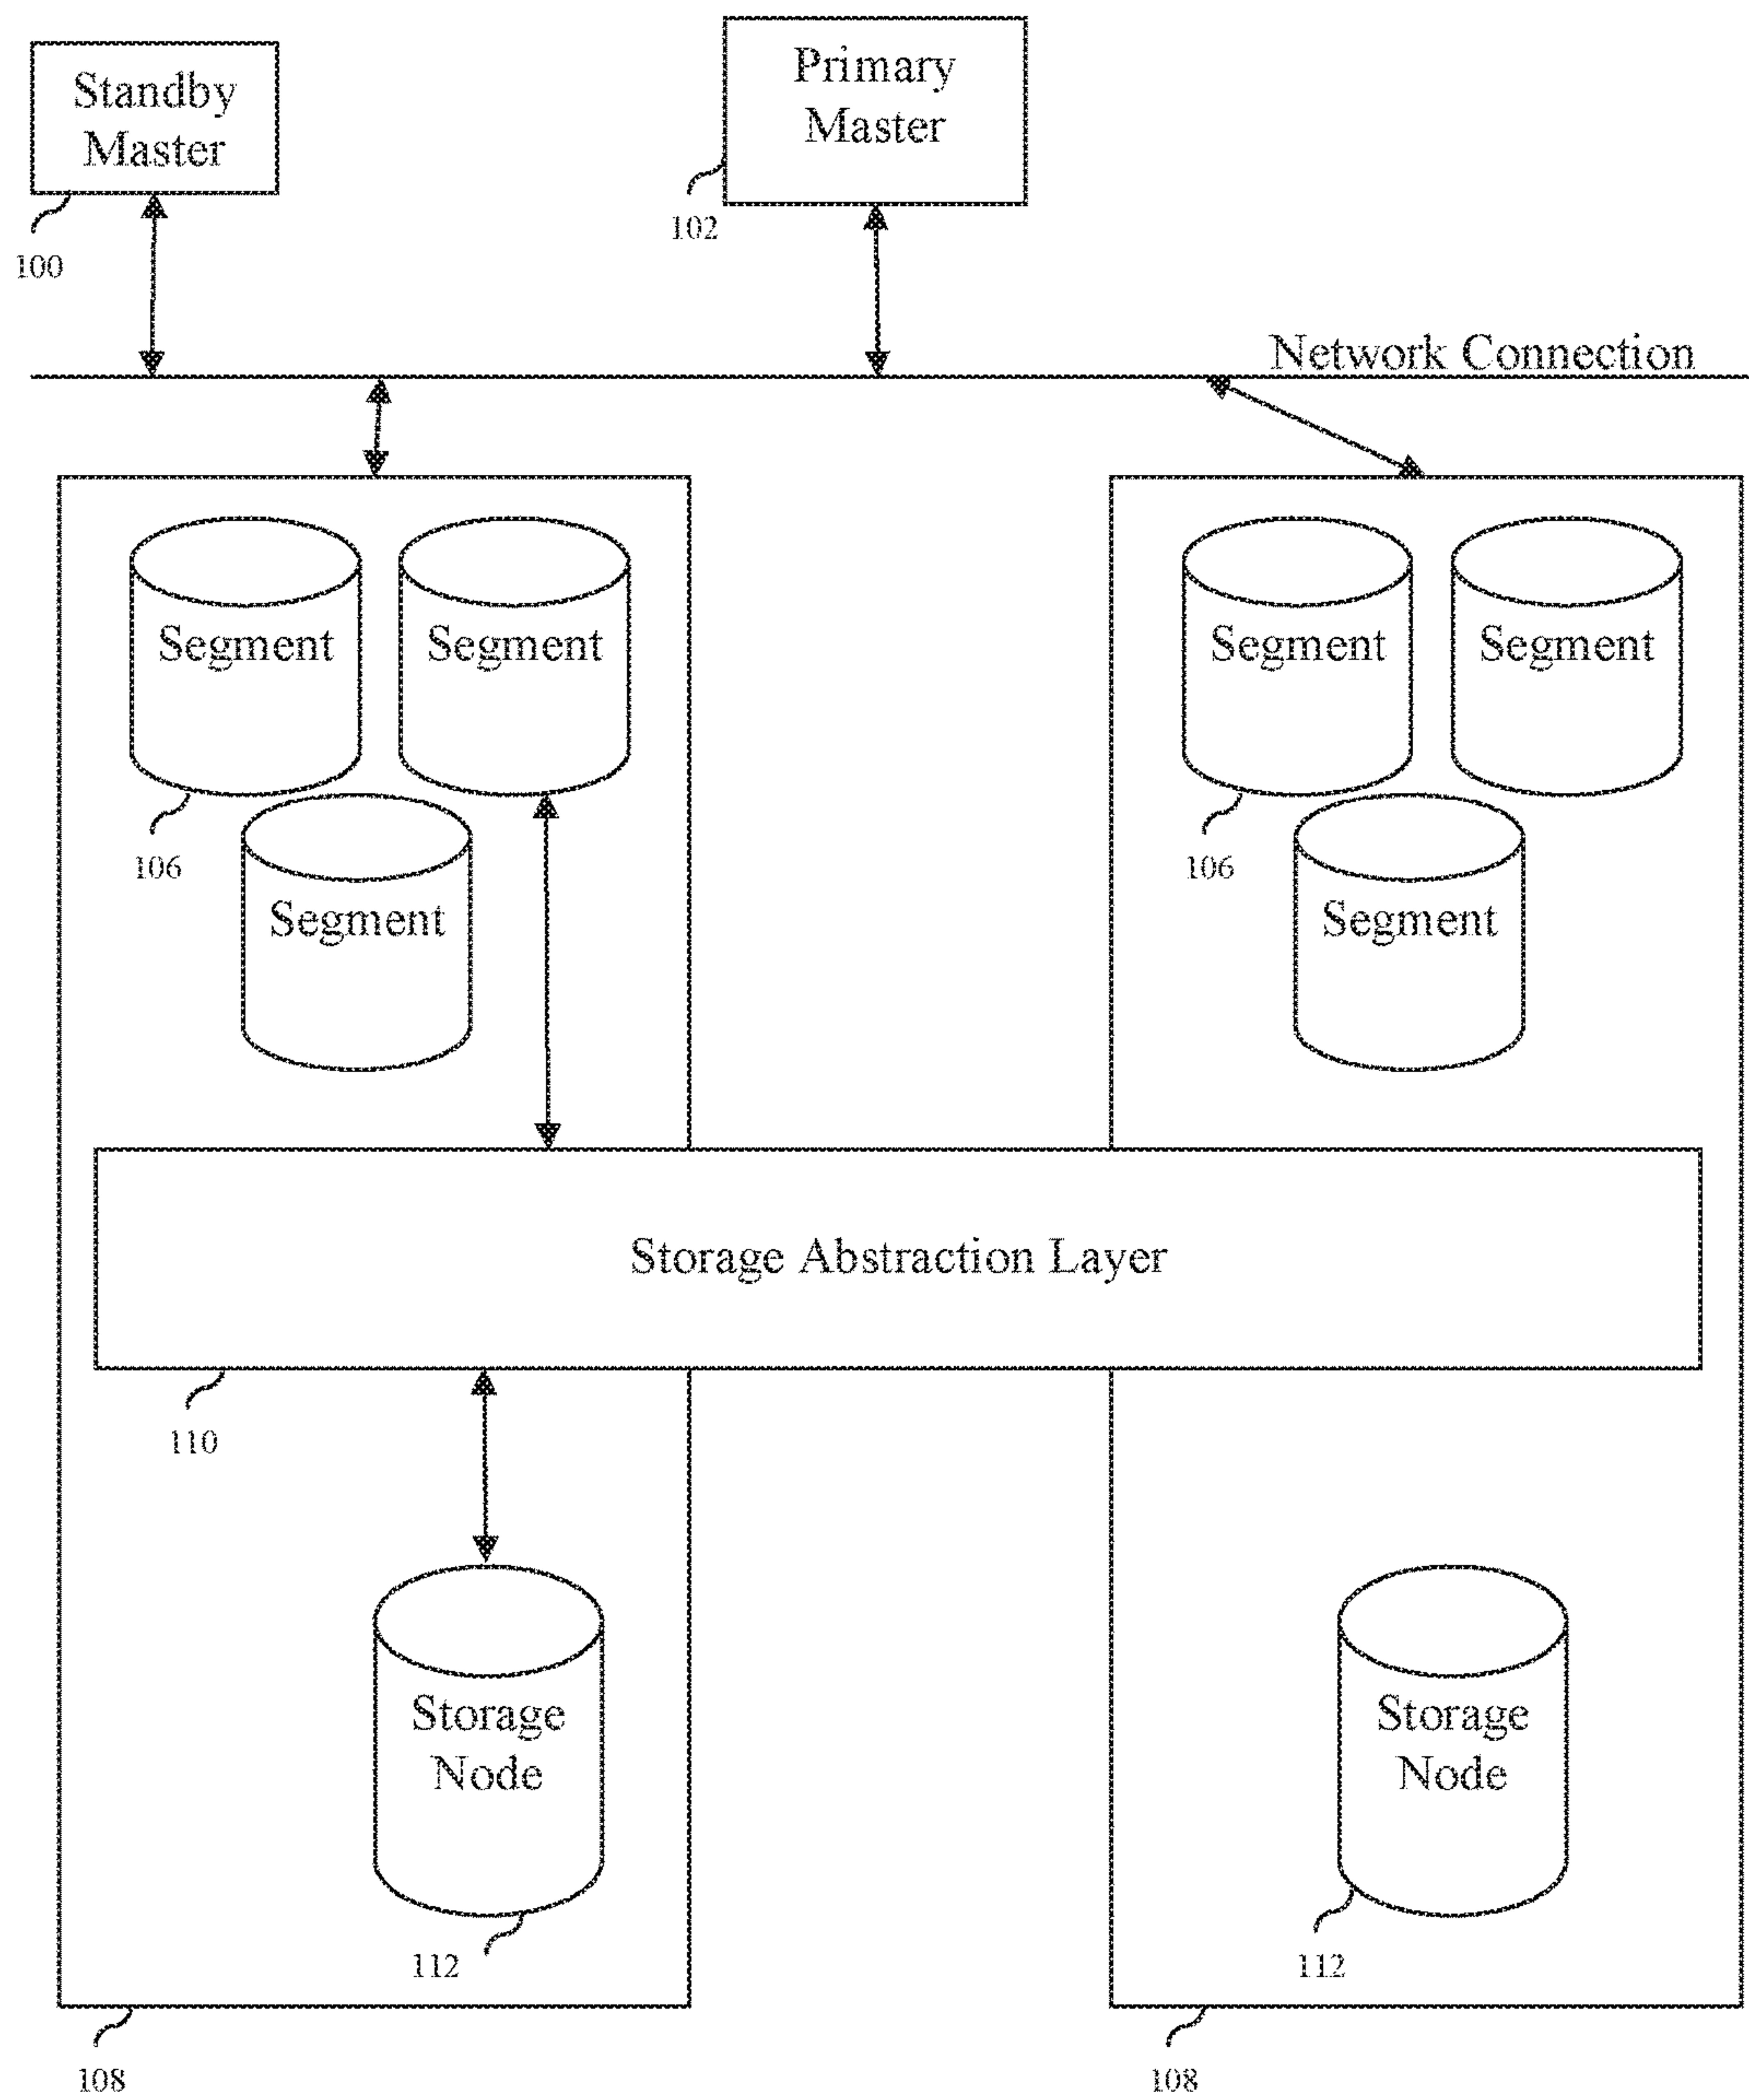 Standby
Master
100
Primary
Master
102
Network Connection
Segment
Segment
106
Segment
Segment
Segment
106
Segment
Storage Abstraction Layer
110
Storage
Node
112
108
Storage
Node
112
108